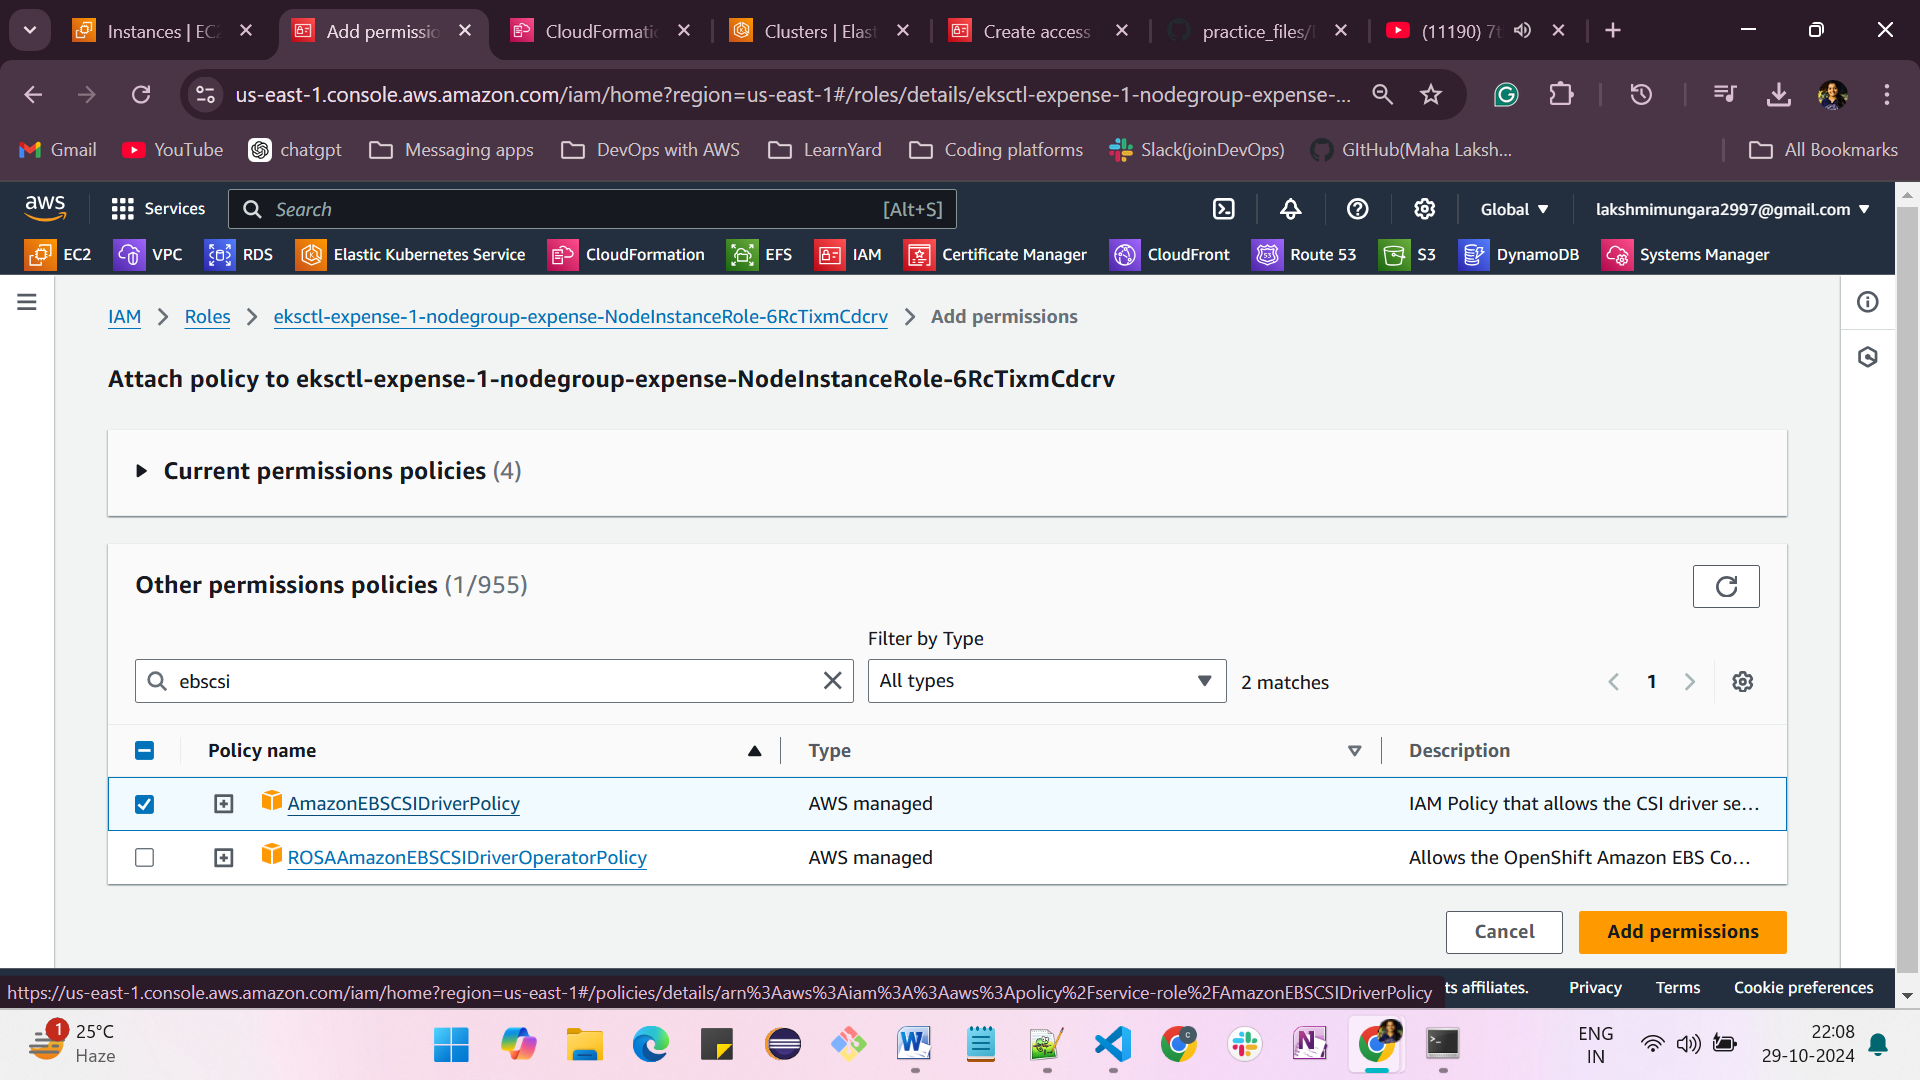 Instances | EC
Add permissio
CloudFormati
Clusters | Elast
Create access
practice_files/
(11190) 7t
us-east-1.console.aws.amazon.com/iam/home?region=us-east-1#/roles/details/eksctl-expense-1-nodegroup-expense-...
Gmail
YouTube
chatgpt
Messaging apps
DevOps with AWS
LearnYard
Coding platforms
Slack(joinDevOps)
GItHub(Maha Laksh...
All Bookmarks
aws
Services
Search
[Alt+S]
Global
lakshmimungara2997@gmail.com
EC2
VPC
RDS
Elastic Kubernetes Service
CloudFormation
EFS
IAM
Certificate Manager
CloudFront
Route 53
S3
DynamoDB
Systems Manager
IAM
Roles
eksctl-expense-1-nodegroup-expense-NodeInstanceRole-6RcTixmCdcrv
Add permissions
Attach policy to eksctl-expense-1-nodegroup-expense-NodeInstanceRole-6RcTixmCdcrv
Current permissions policies (4)
Other permissions policies (1/955)
Filter by Type
ebscsi
All types
2 matches
1
Policy name
Type
Description
AmazonEBSCSIDriverPolicy
AWS managed
IAM Policy that allows the CSI driver se...
ROSAAmazonEBSCSIDriverOperatorPolicy
AWS managed
Allows the OpenShift Amazon EBS Co...
Cancel
Add permissions
https://us-east-1.console.aws.amazon.com/iam/home?region=us-east-1#/policies/details/arn%3Aaws%3Aiam%3A%3Aaws%3Apolicy%2Fservice-role%2FAmazonEBSCSIDriverPolicy
ts affiliates.
Privacy
Terms
Cookie preferences
1
25°C
Haze
ENG
IN
22:08
29-10-2024